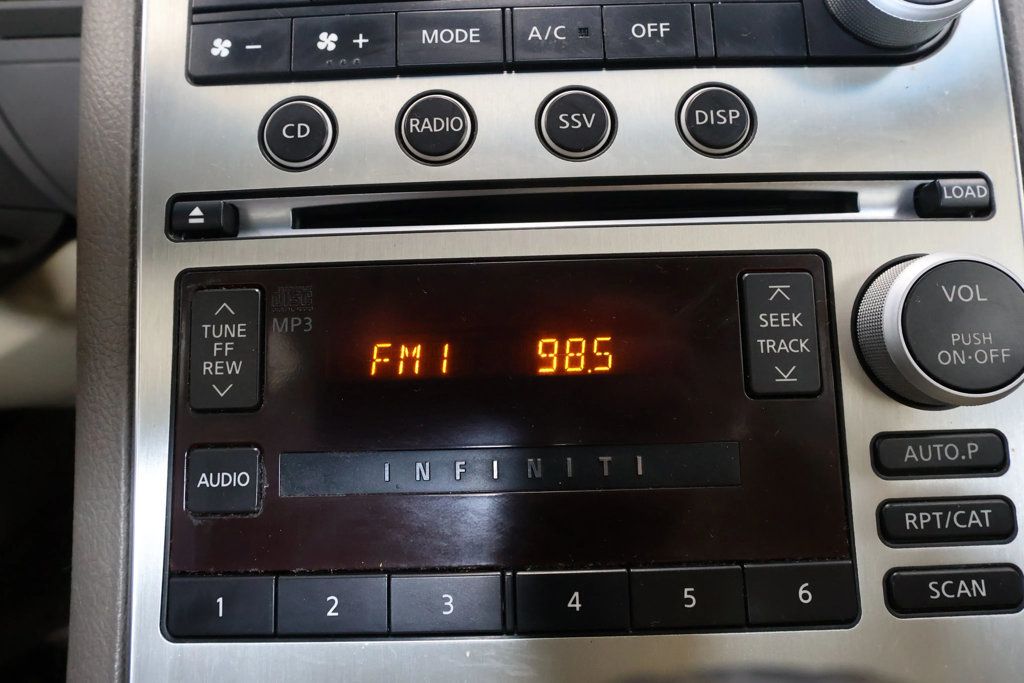 − + MODE A/C OFF
CD RADIO SSV DISP
LOAD
TUNE
FF
REW
DISC
MP3
FM1 98.5
SEEK
TRACK
VOL
PUSH
ON·OFF
AUDIO
INFINITI
AUTO.P
RPT/CAT
SCAN
1 2 3 4 5 6